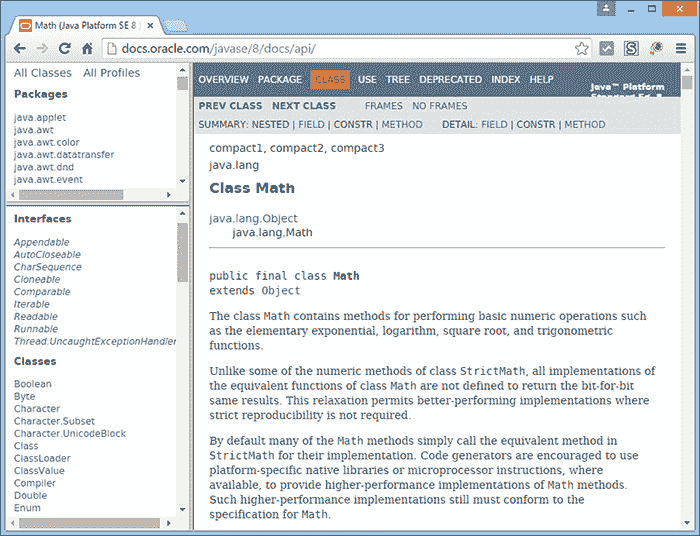 Math (Java Platform SE 8 )
docs.oracle.com/javase/8/docs/api/
All Classes All Profiles
Packages
java.applet
java.awt
java.awt.color
java.awt.datatransfer
java.awt.dnd
java.awt.event
Interfaces
Appendable
AutoCloseable
CharSequence
Cloneable
Comparable
Iterable
Readable
Runnable
Thread.UncaughtExceptionHandler
Classes
Boolean
Byte
Character
Character.Subset
Character.UnicodeBlock
Class
ClassLoader
ClassValue
Compiler
Double
Enum
OVERVIEW PACKAGE CLASS USE TREE DEPRECATED INDEX HELP
Java™ Platform
Standard Ed. 8
PREV CLASS NEXT CLASS FRAMES NO FRAMES
SUMMARY: NESTED | FIELD | CONSTR | METHOD DETAIL: FIELD | CONSTR | METHOD
compact1, compact2, compact3
java.lang
Class Math
java.lang.Object
java.lang.Math
public final class Math
extends Object
The class Math contains methods for performing basic numeric operations such
as the elementary exponential, logarithm, square root, and trigonometric
functions.
Unlike some of the numeric methods of class StrictMath, all implementations of
the equivalent functions of class Math are not defined to return the bit-for-bit
same results. This relaxation permits better-performing implementations where
strict reproducibility is not required.
By default many of the Math methods simply call the equivalent method in
StrictMath for their implementation. Code generators are encouraged to use
platform-specific native libraries or microprocessor instructions, where
available, to provide higher-performance implementations of Math methods.
Such higher-performance implementations still must conform to the
specification for Math.